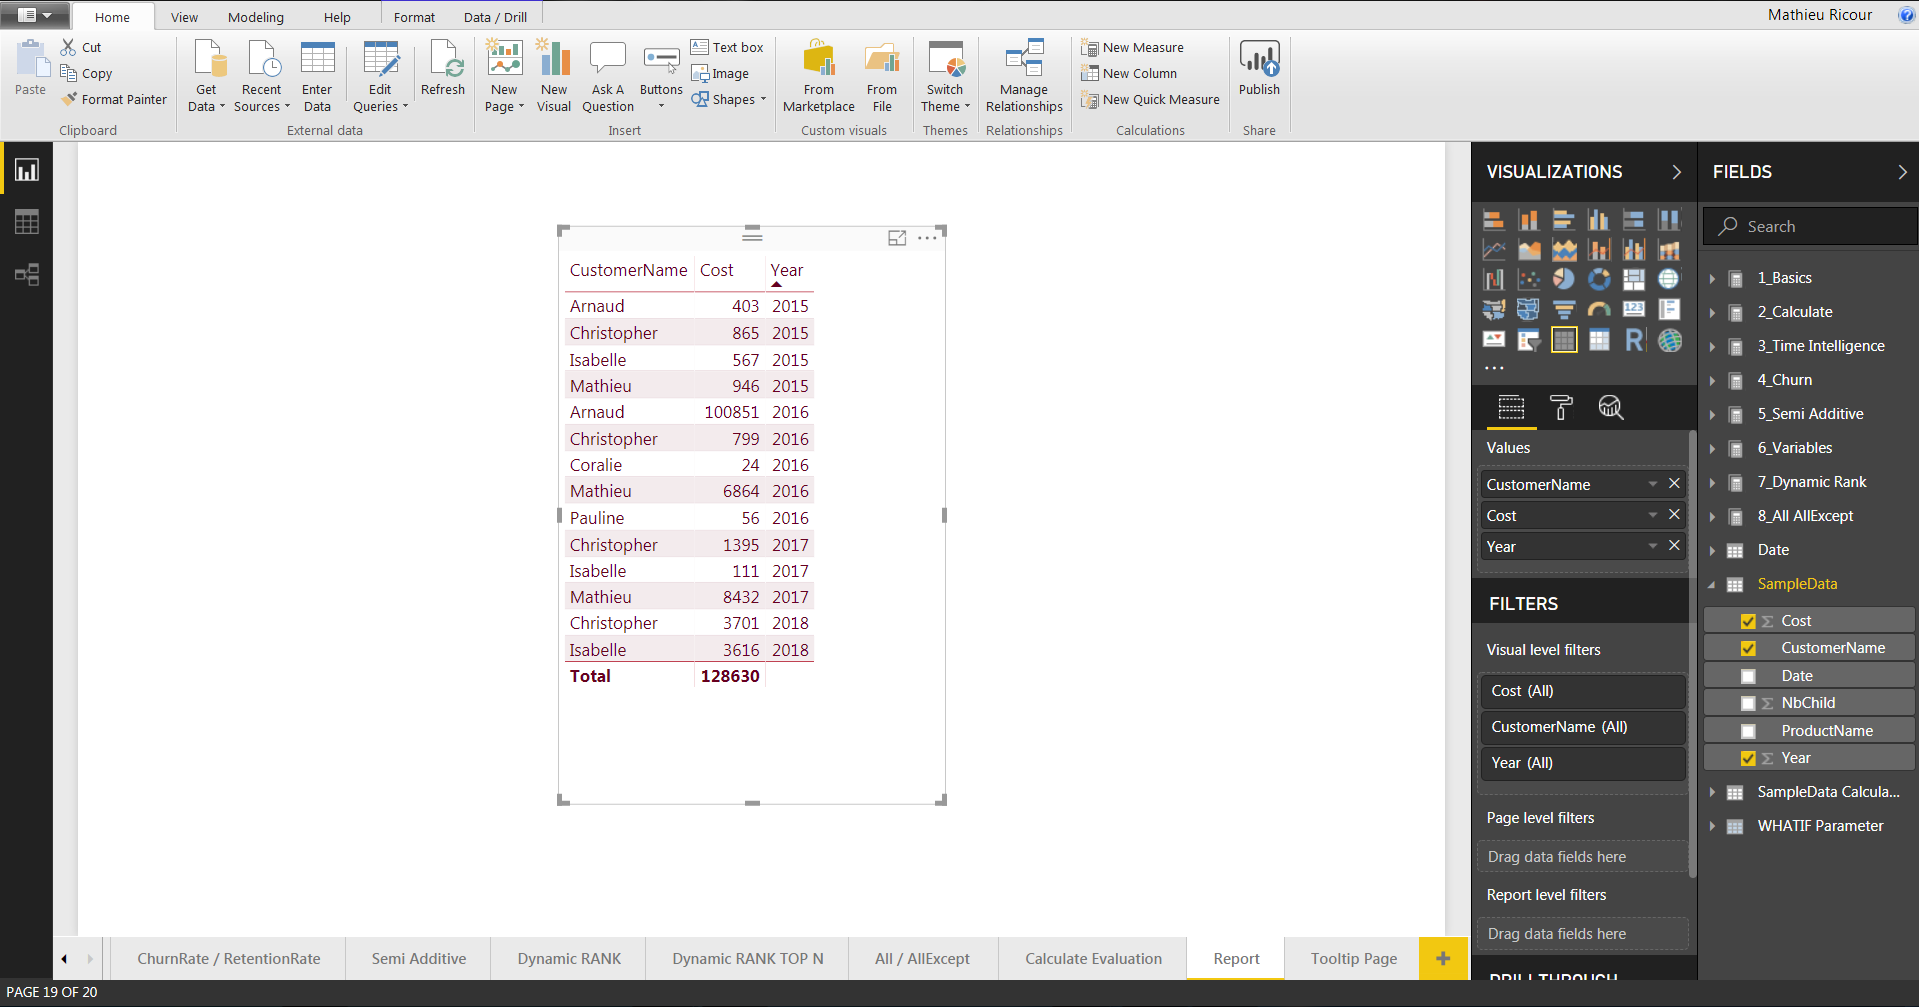 Home View Modeling Help Format Data / Drill Mathieu Ricour
Paste
Cut
Copy
Format Painter
Clipboard
Get Data
Recent Sources
Enter Data
Edit Queries
Refresh
External data
New Page
New Visual
Ask A Question
Buttons
Text box
Image
Shapes
Insert
From Marketplace
From File
Custom visuals
Switch Theme
Themes
Manage Relationships
Relationships
New Measure
New Column
New Quick Measure
Calculations
Publish
Share
CustomerName Cost Year
Arnaud 403 2015
Christopher 865 2015
Isabelle 567 2015
Mathieu 946 2015
Arnaud 100851 2016
Christopher 799 2016
Coralie 24 2016
Mathieu 6864 2016
Pauline 56 2016
Christopher 1395 2017
Isabelle 111 2017
Mathieu 8432 2017
Christopher 3701 2018
Isabelle 3616 2018
Total 128630
VISUALIZATIONS
123
R
Values
CustomerName
Cost
Year
FILTERS
Visual level filters
Cost (All)
CustomerName (All)
Year (All)
Page level filters
Drag data fields here
Report level filters
Drag data fields here
DRILLTHROUGH
FIELDS
Search
1_Basics
2_Calculate
3_Time Intelligence
4_Churn
5_Semi Additive
6_Variables
7_Dynamic Rank
8_All AllExcept
Date
SampleData
Cost
CustomerName
Date
NbChild
ProductName
Year
SampleData Calcula...
WHATIF Parameter
ChurnRate / RetentionRate Semi Additive Dynamic RANK Dynamic RANK TOP N All / AllExcept Calculate Evaluation Report Tooltip Page
PAGE 19 OF 20